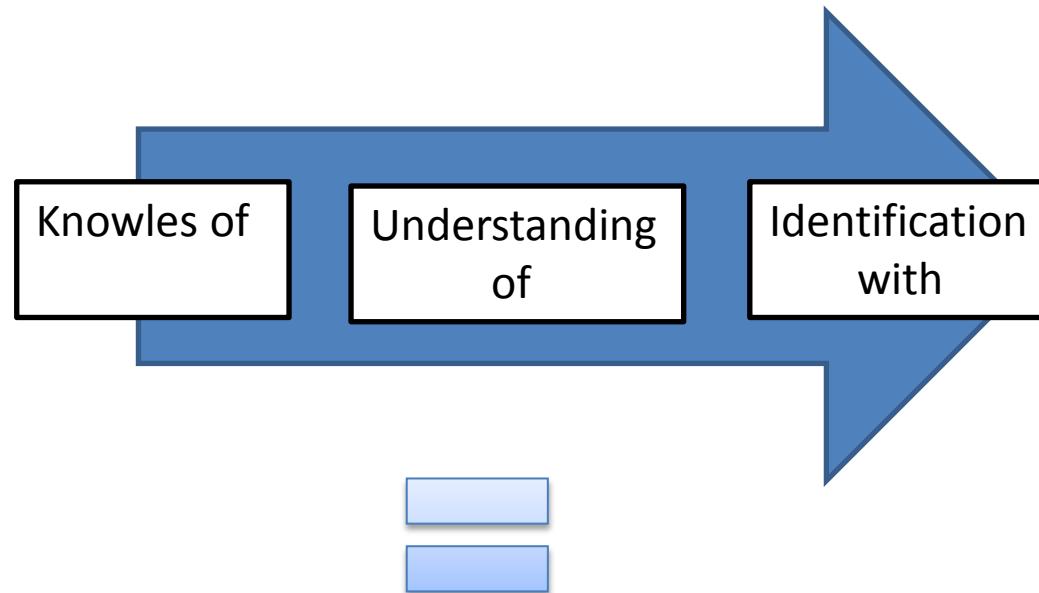 Knowles of
Understanding
of
Identification
with